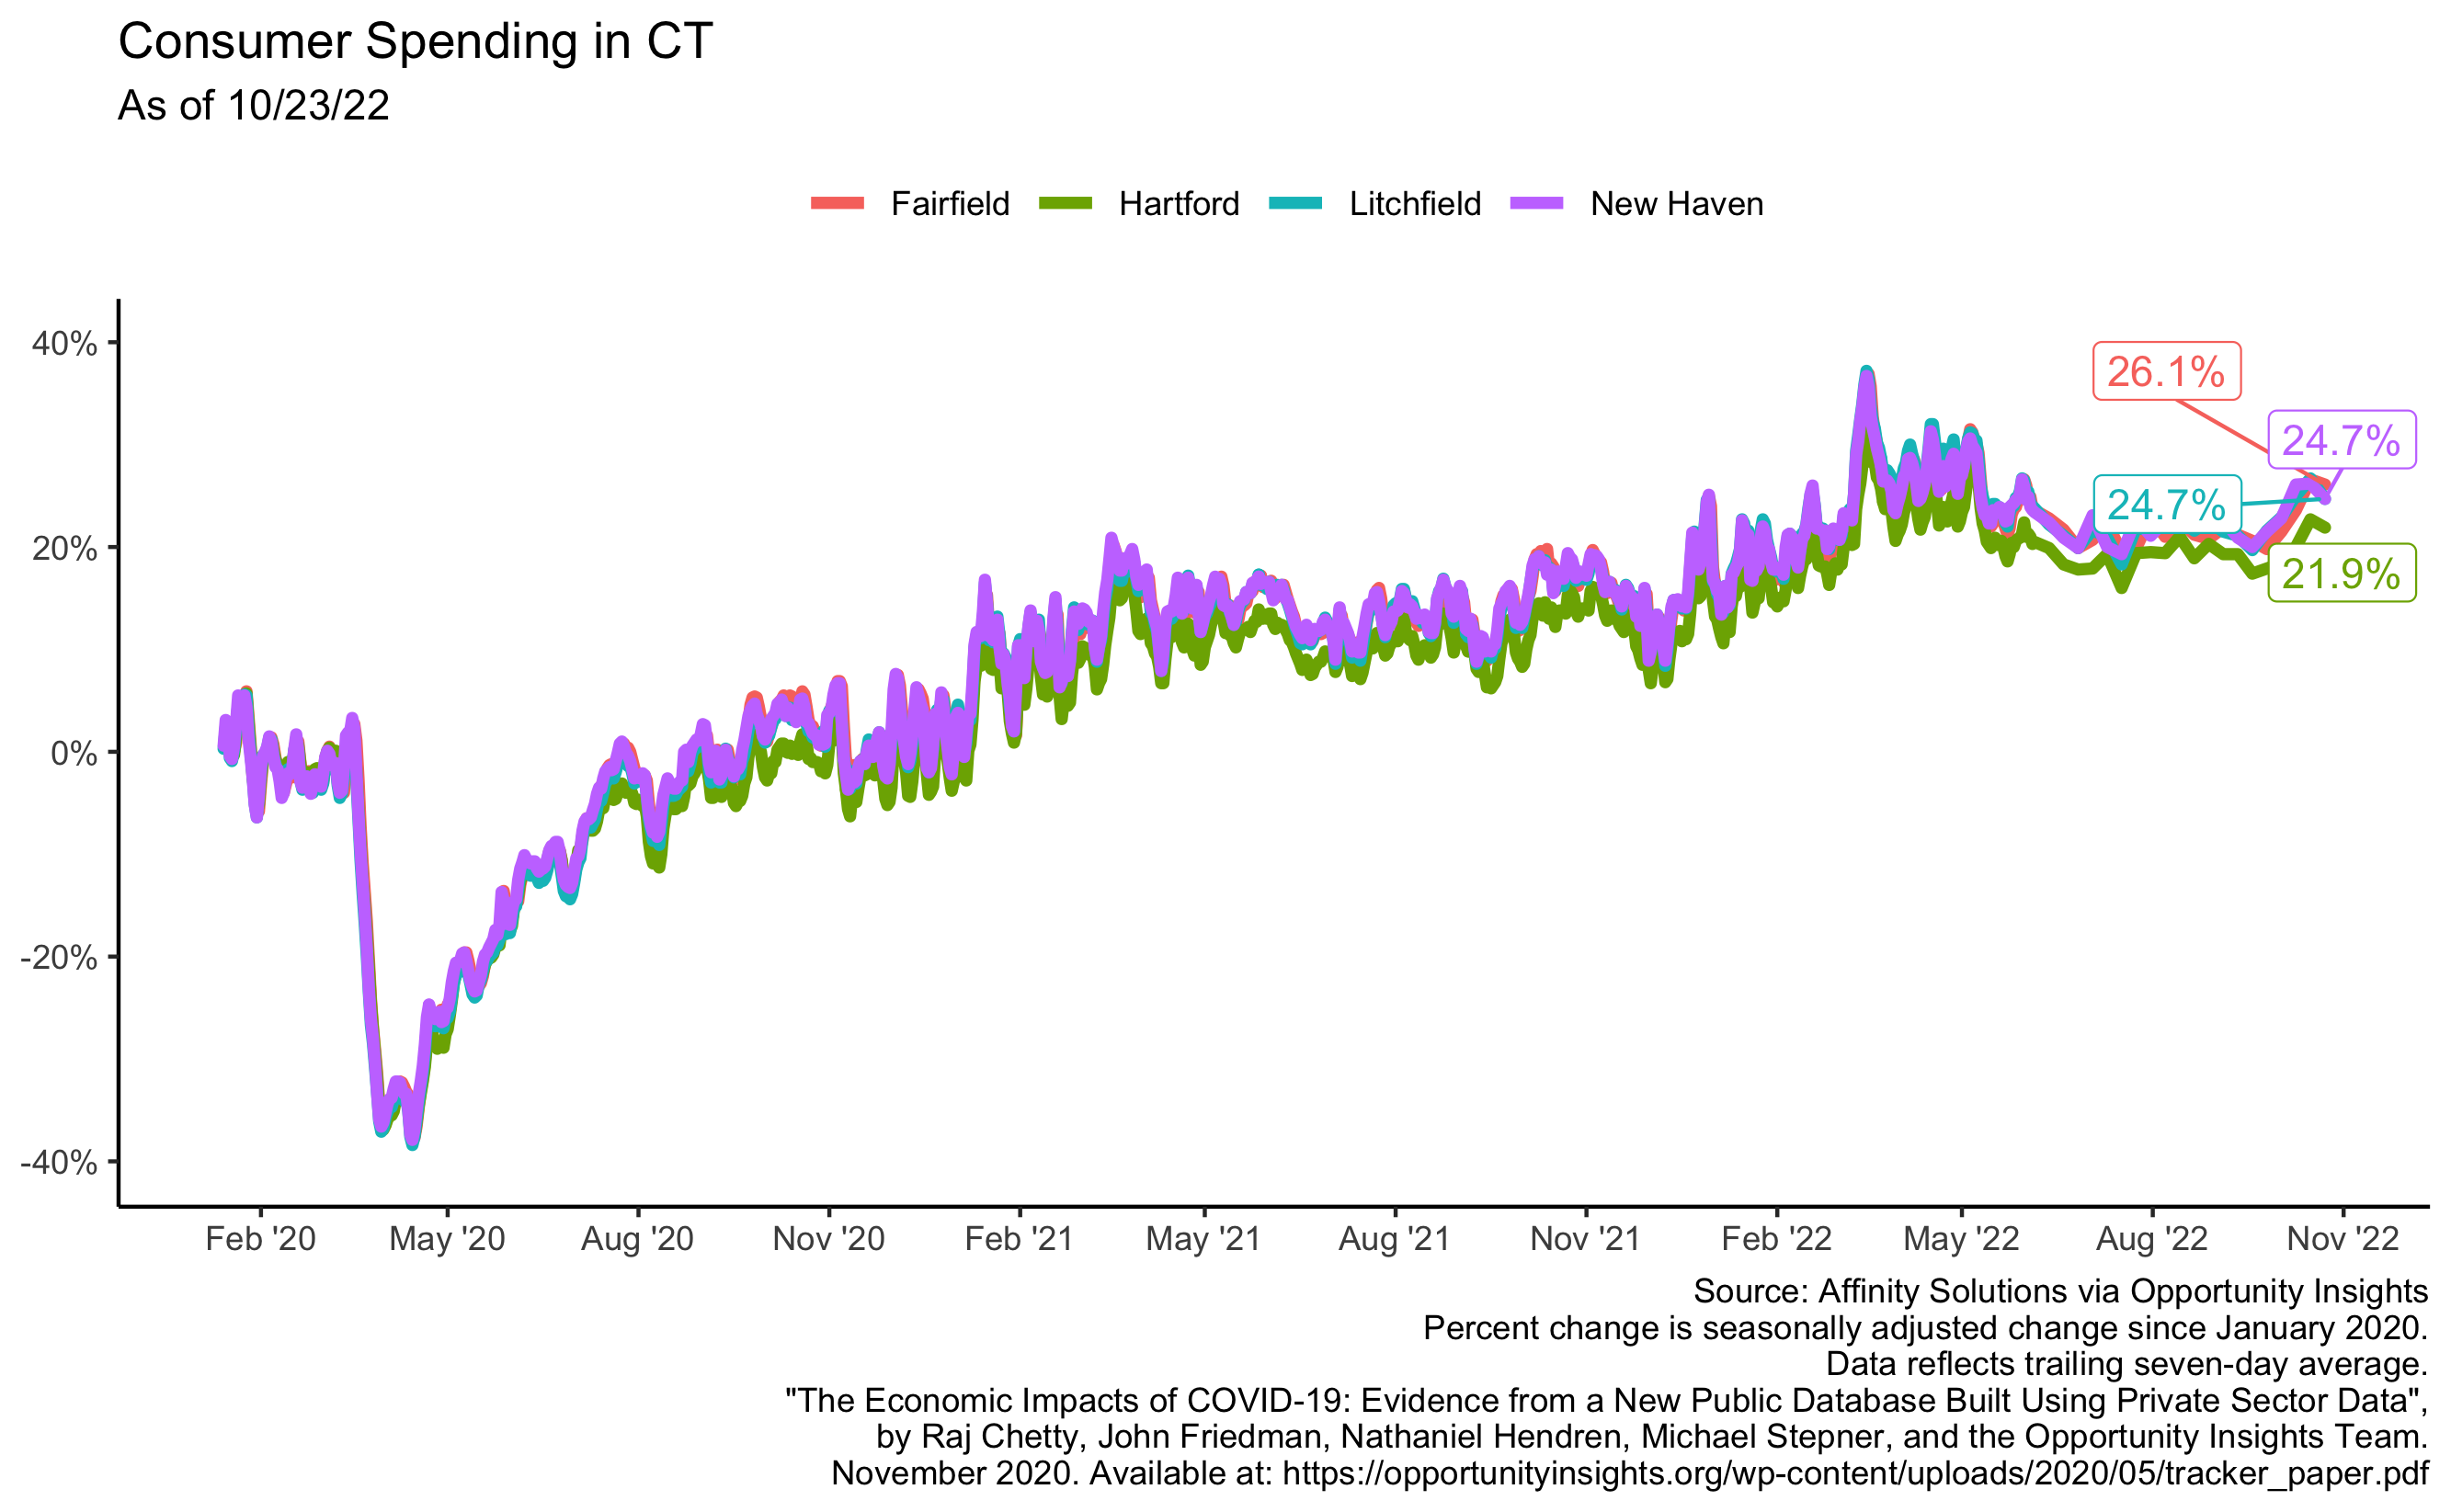 Consumer Spending in CT
As of 10/23/22
Fairfield Hartford Litchfield New Haven
40%
20%
0%
-20%
-40%
26.1%
24.7%
24.7%
21.9%
Feb '20 May '20 Aug '20 Nov '20 Feb '21 May '21 Aug '21 Nov '21 Feb '22 May '22 Aug '22 Nov '22
Source: Affinity Solutions via Opportunity Insights
Percent change is seasonally adjusted change since January 2020.
Data reflects trailing seven-day average.
"The Economic Impacts of COVID-19: Evidence from a New Public Database Built Using Private Sector Data",
by Raj Chetty, John Friedman, Nathaniel Hendren, Michael Stepner, and the Opportunity Insights Team.
November 2020. Available at: https://opportunityinsights.org/wp-content/uploads/2020/05/tracker_paper.pdf